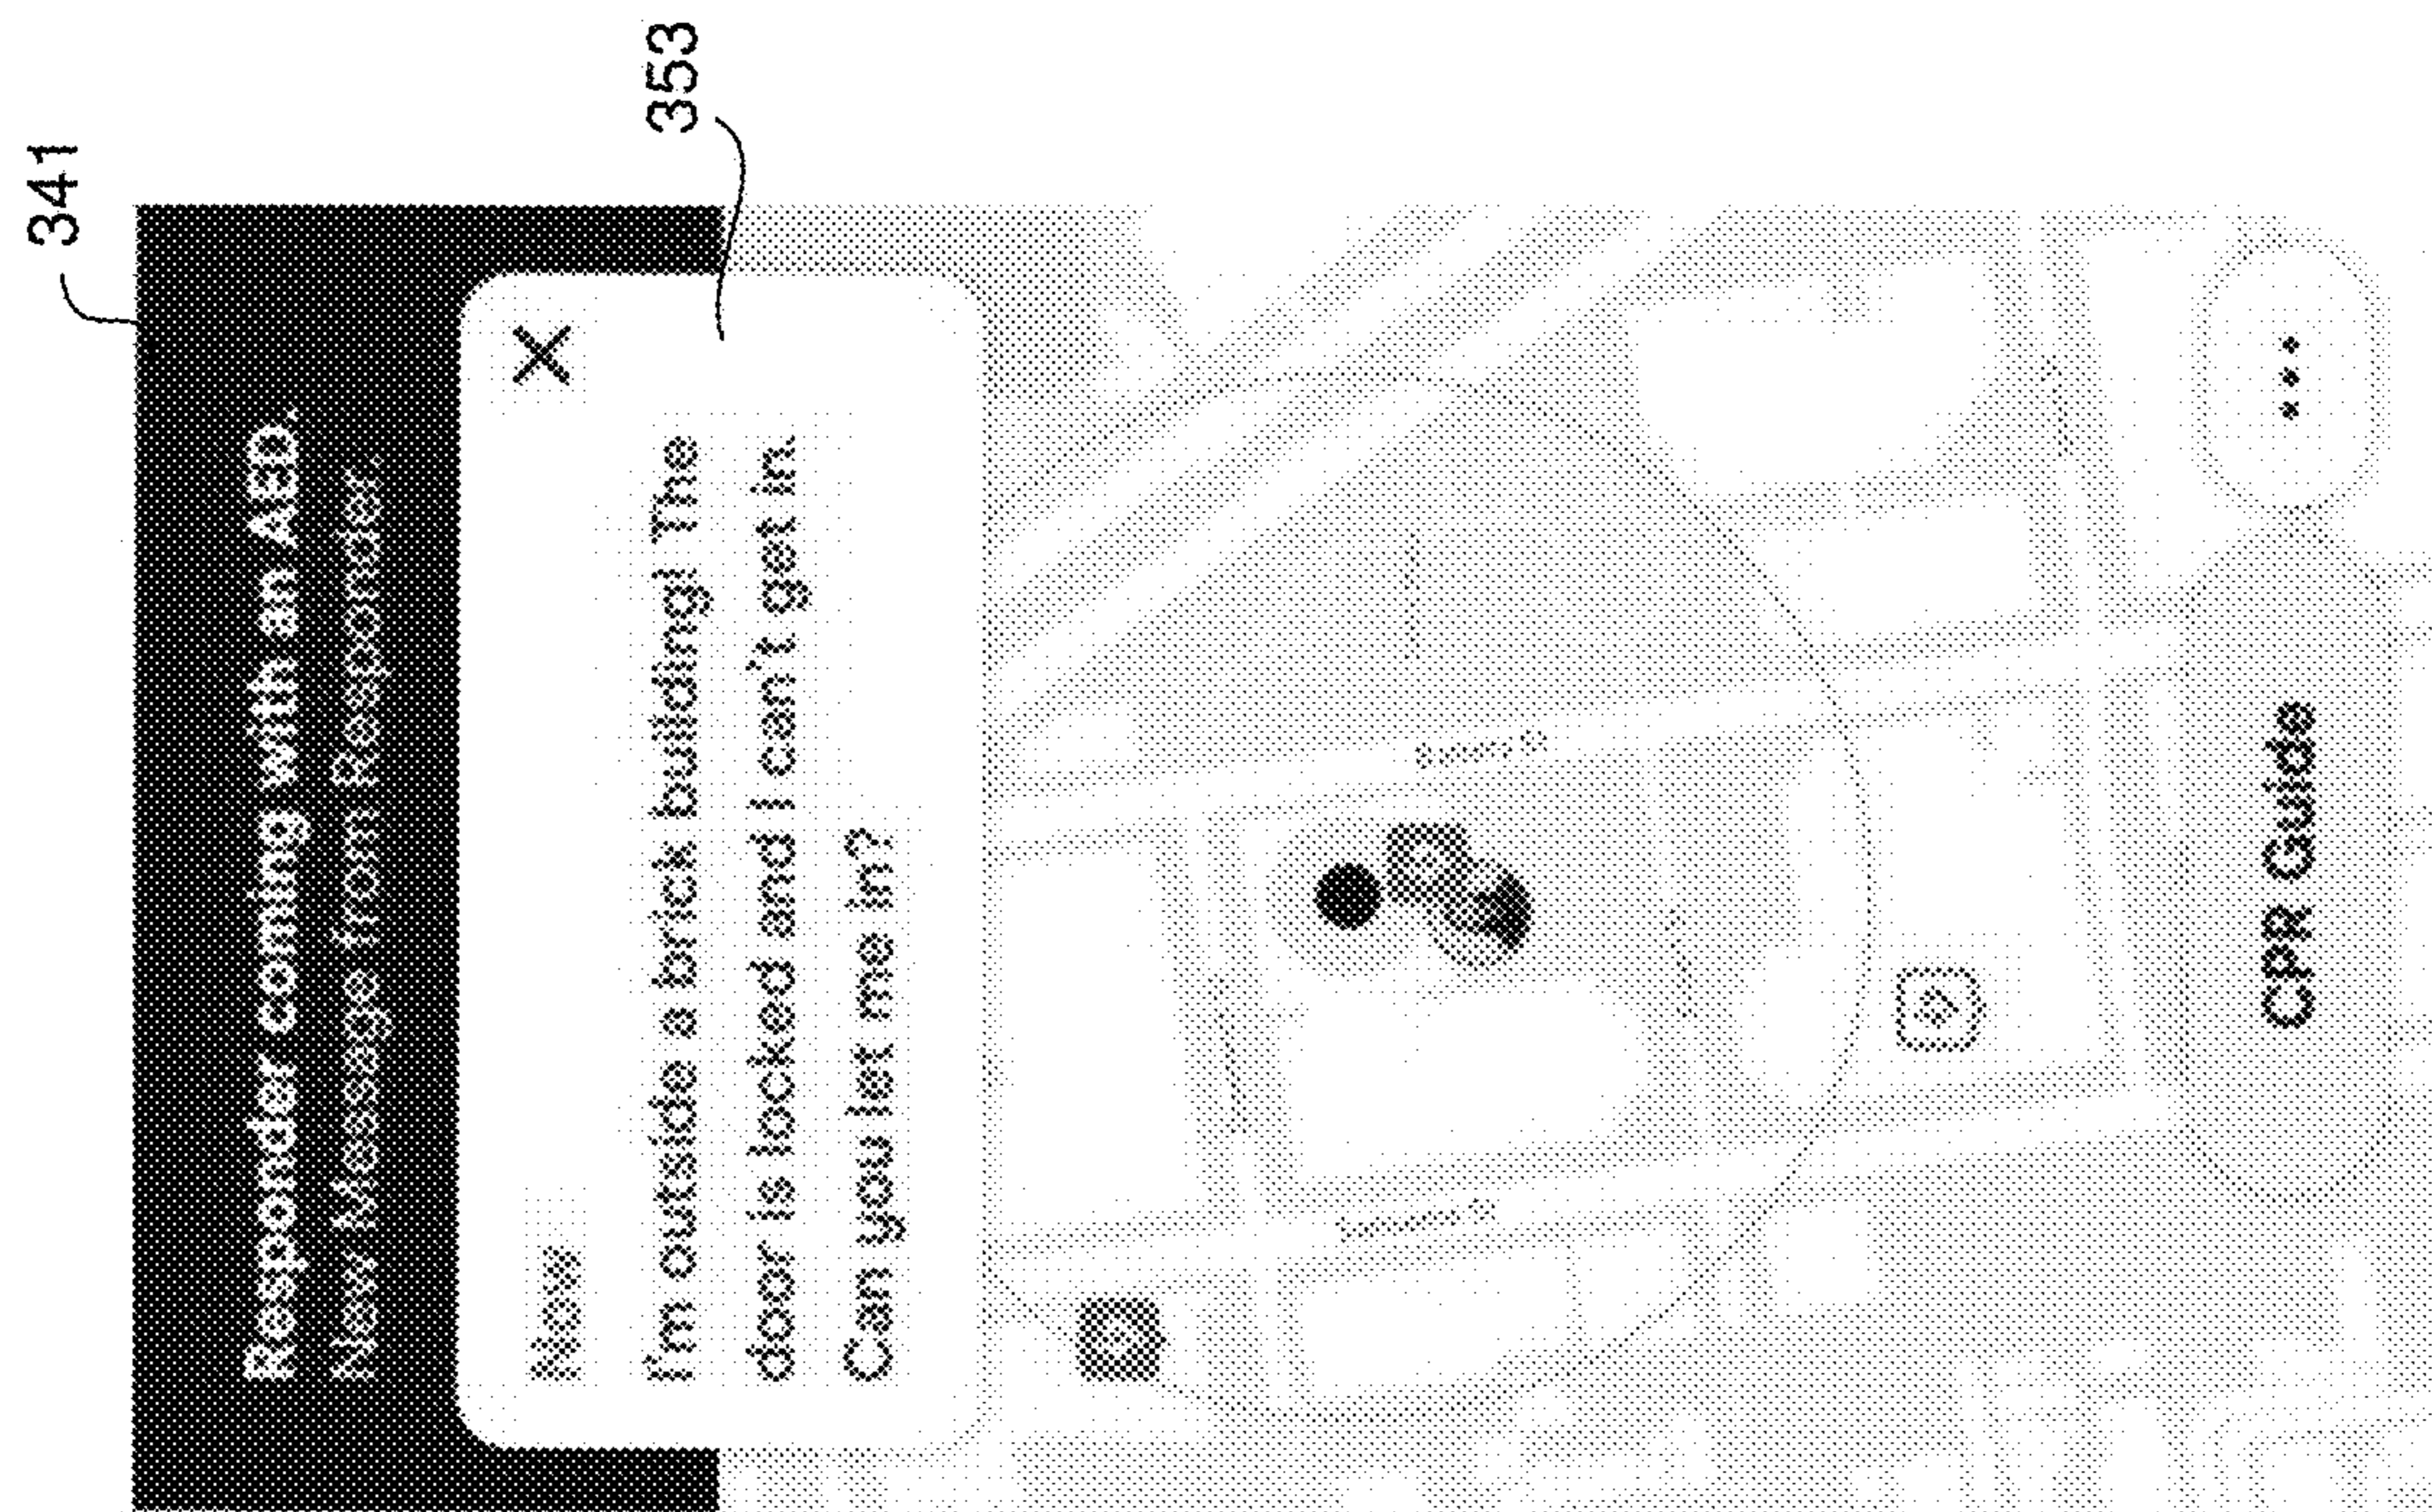 341
Responder coming with an AED.
New Message from Responder.
353
Now
I'm outside a brick building! The
door is locked and I can't get in.
Can you let me in?
CPR Guide